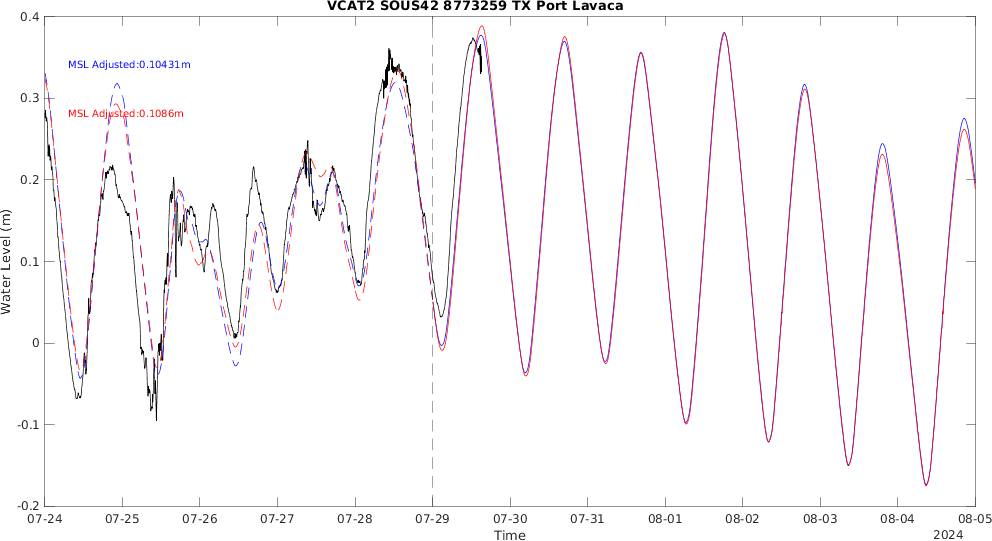 VCAT2 SOUS42 8773259 TX Port Lavaca
MSL Adjusted:0.10431m
MSL Adjusted:0.1086m
Water Level (m)
0.4
0.3
0.2
0.1
0
-0.1
-0.2
07-24 07-25 07-26 07-27 07-28 07-29 07-30 07-31 08-01 08-02 08-03 08-04 08-05
Time
2024